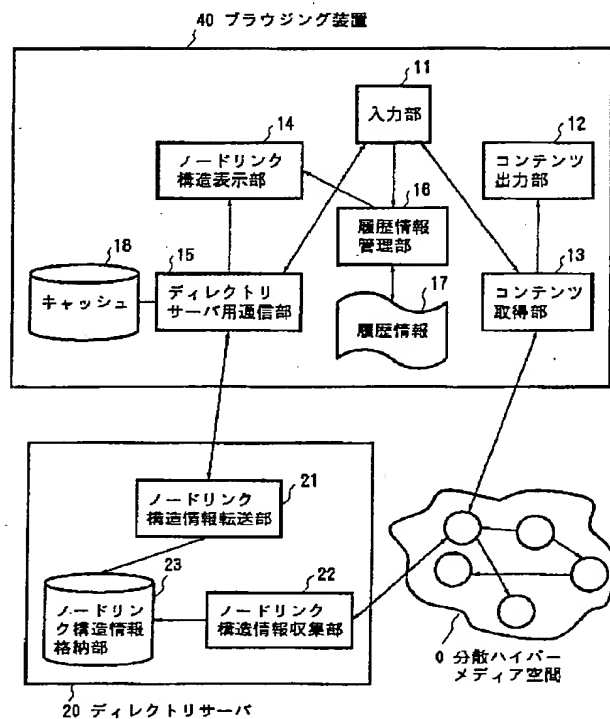 40 ブラウジング装置
11
入力部
14
ノードリンク
構造表示部
12
コンテンツ
出力部
16
履歴情報
管理部
18
キャッシュ
15
ディレクトリ
サーバ用通信部
17
履歴情報
13
コンテンツ
取得部
21
ノードリンク
構造情報転送部
23
ノードリン
ク構造情報
格納部
22
ノードリンク
構造情報収集部
0 分散ハイパー
メディア空間
20 ディレクトリサーバ